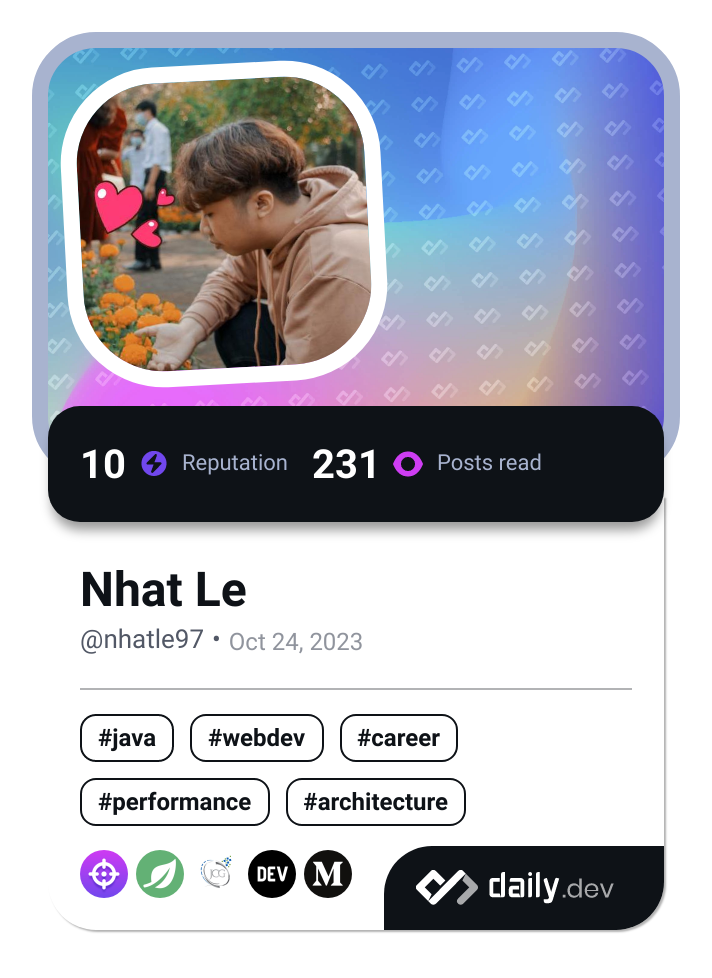 10 Reputation 231 Posts read
Nhat Le
@nhatle97 • Oct 24, 2023
#java #webdev #career
#performance #architecture
JCG DEV M
daily.dev